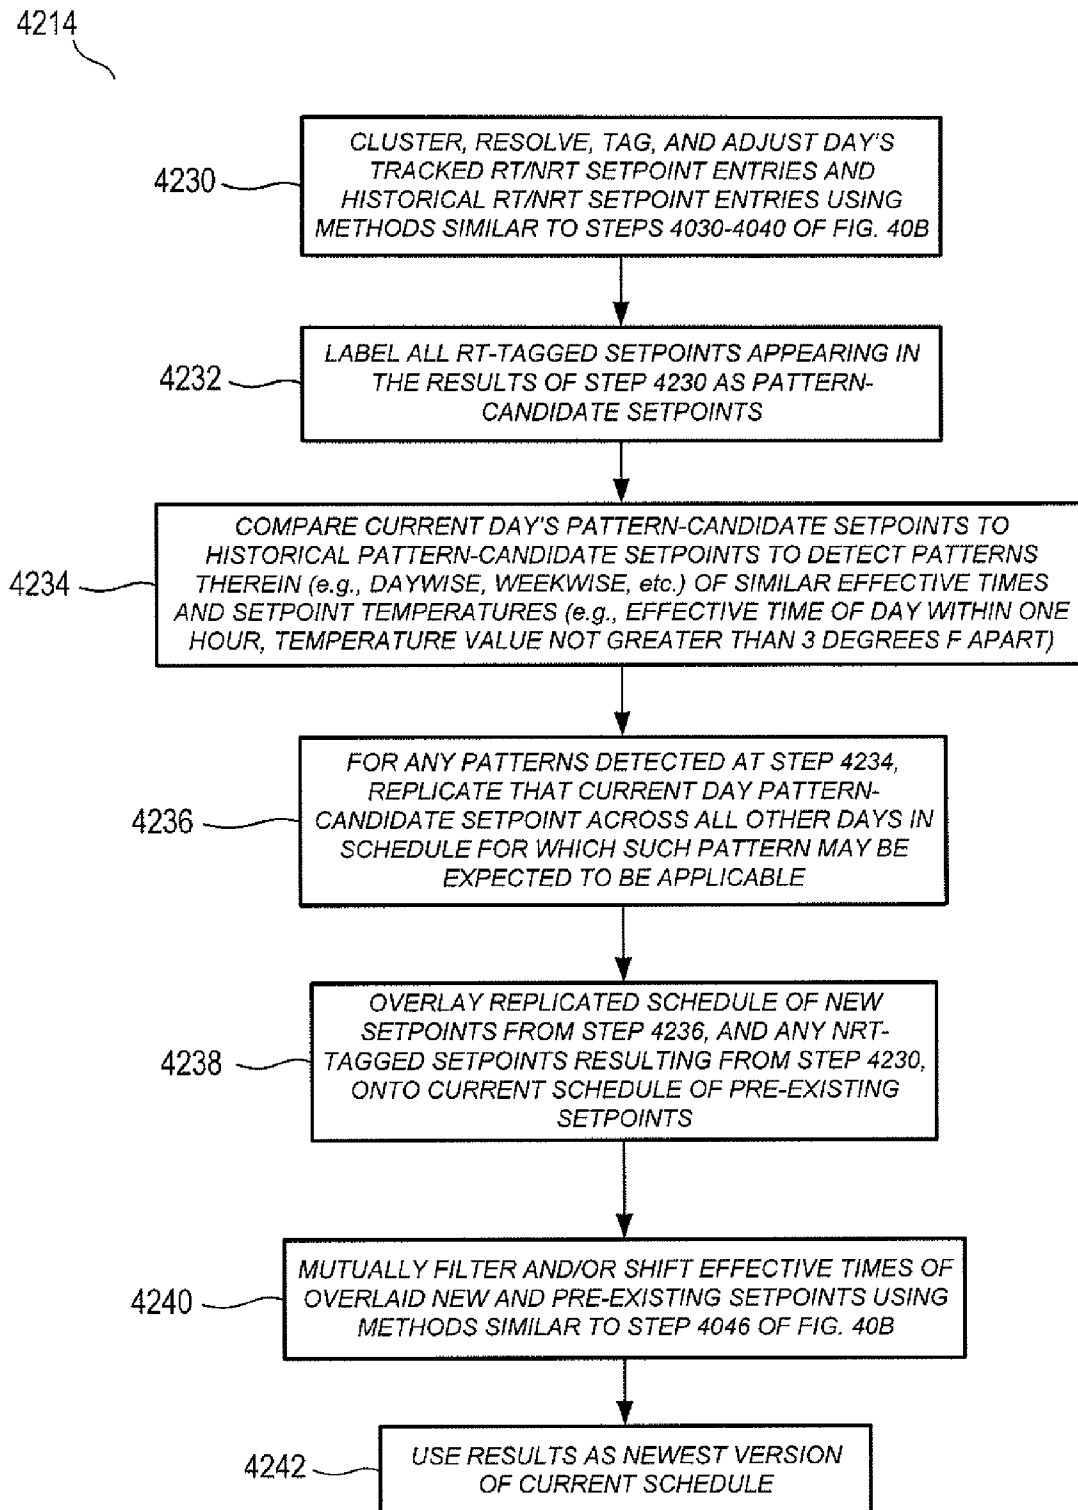 4214
4230
CLUSTER, RESOLVE, TAG, AND ADJUST DAY'S
TRACKED RT/NRT SETPOINT ENTRIES AND
HISTORICAL RT/NRT SETPOINT ENTRIES USING
METHODS SIMILAR TO STEPS 4030-4040 OF FIG. 40B
4232
LABEL ALL RT-TAGGED SETPOINTS APPEARING IN
THE RESULTS OF STEP 4230 AS PATTERN-
CANDIDATE SETPOINTS
4234
COMPARE CURRENT DAY'S PATTERN-CANDIDATE SETPOINTS TO
HISTORICAL PATTERN-CANDIDATE SETPOINTS TO DETECT PATTERNS
THEREIN (e.g., DAYWISE, WEEKWISE, etc.) OF SIMILAR EFFECTIVE TIMES
AND SETPOINT TEMPERATURES (e.g., EFFECTIVE TIME OF DAY WITHIN ONE
HOUR, TEMPERATURE VALUE NOT GREATER THAN 3 DEGREES F APART)
4236
FOR ANY PATTERNS DETECTED AT STEP 4234,
REPLICATE THAT CURRENT DAY PATTERN-
CANDIDATE SETPOINT ACROSS ALL OTHER DAYS IN
SCHEDULE FOR WHICH SUCH PATTERN MAY BE
EXPECTED TO BE APPLICABLE
4238
OVERLAY REPLICATED SCHEDULE OF NEW
SETPOINTS FROM STEP 4236, AND ANY NRT-
TAGGED SETPOINTS RESULTING FROM STEP 4230,
ONTO CURRENT SCHEDULE OF PRE-EXISTING
SETPOINTS
4240
MUTUALLY FILTER AND/OR SHIFT EFFECTIVE TIMES OF
OVERLAID NEW AND PRE-EXISTING SETPOINTS USING
METHODS SIMILAR TO STEP 4046 OF FIG. 40B
4242
USE RESULTS AS NEWEST VERSION
OF CURRENT SCHEDULE